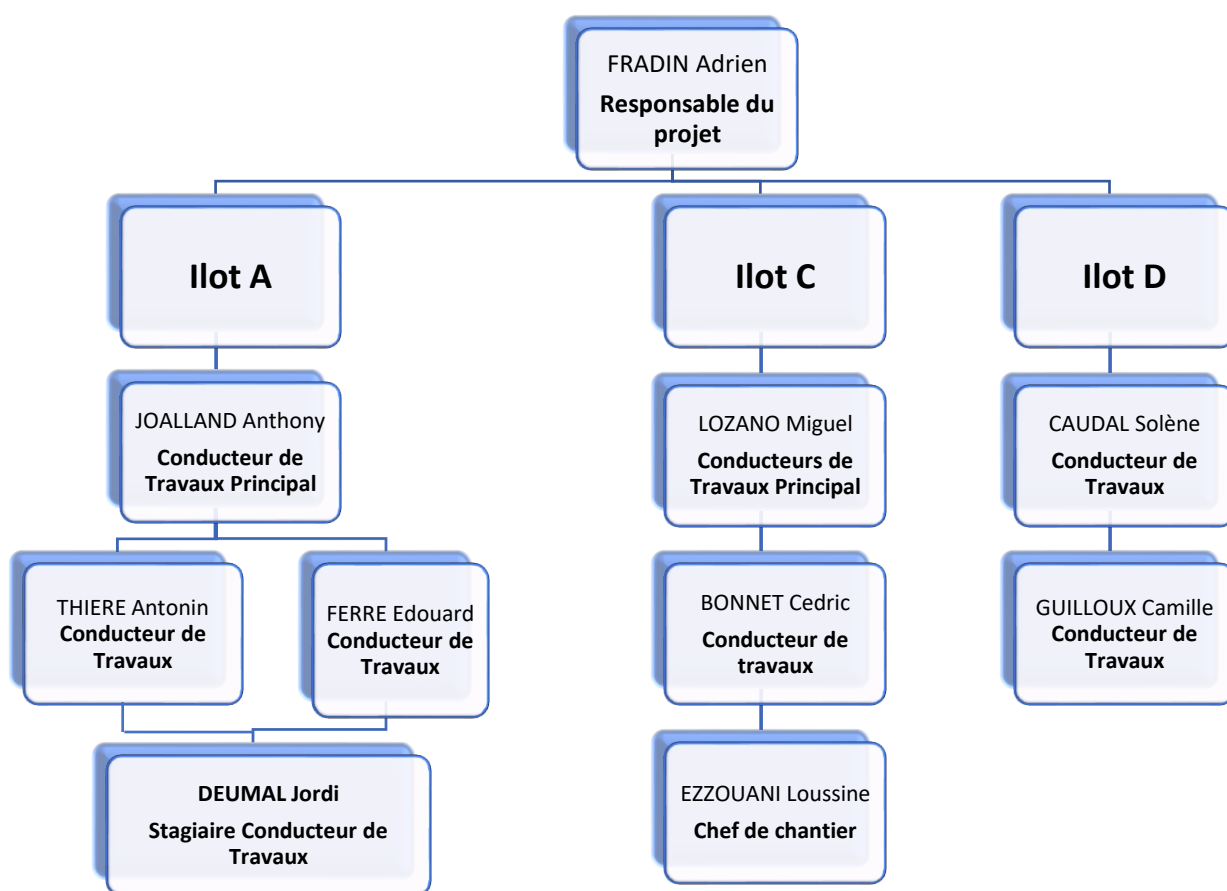 FRADIN Adrien
Responsable du
projet
Ilot A
Ilot C
Ilot D
JOALLAND Anthony
Conducteur de
Travaux Principal
LOZANO Miguel
Conducteurs de
Travaux Principal
CAUDAL Solène
Conducteur de
Travaux
THIERE Antonin
Conducteur de
Travaux
FERRE Edouard
Conducteur de
Travaux
BONNET Cedric
Conducteur de
travaux
GUILLOUX Camille
Conducteur de
Travaux
DEUMAL Jordi
Stagiaire Conducteur de
Travaux
EZZOUANI Loussine
Chef de chantier